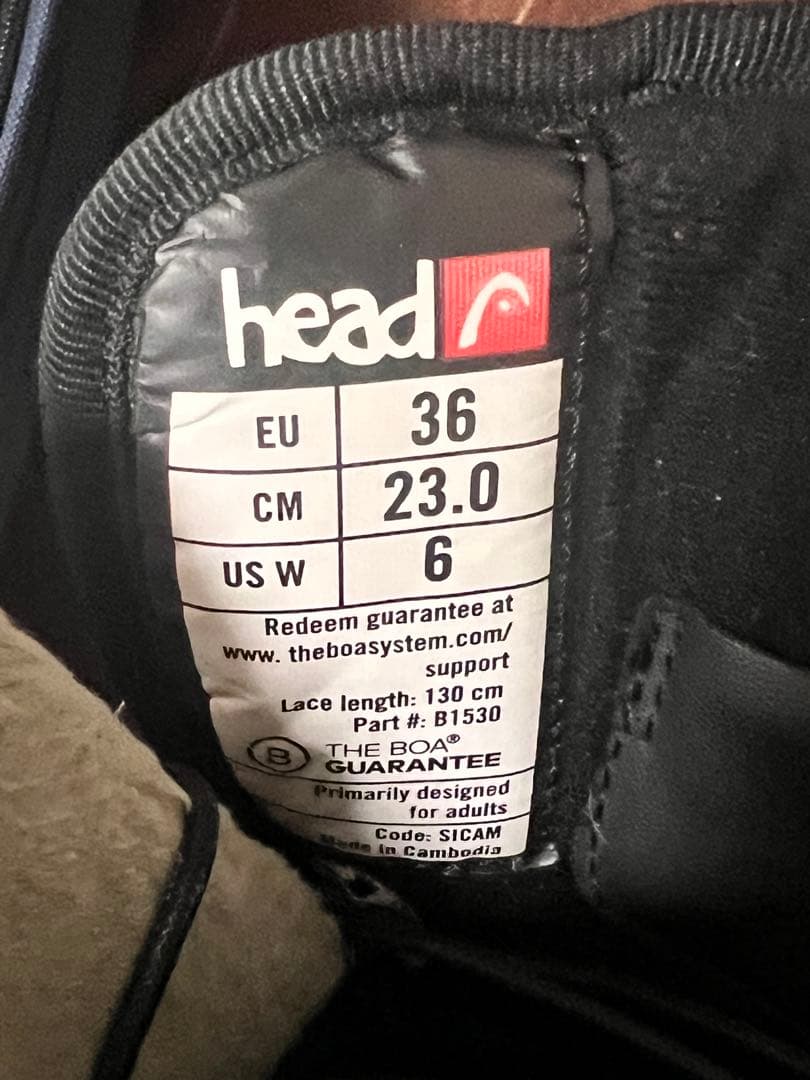 head
EU 36
CM 23.0
US W 6
Redeem guarantee at
www. theboasystem.com/
support
Lace length: 130 cm
Part #: B1530
B THE BOA®
GUARANTEE
Primarily designed
for adults
Code: SICAM
Made in Cambodia